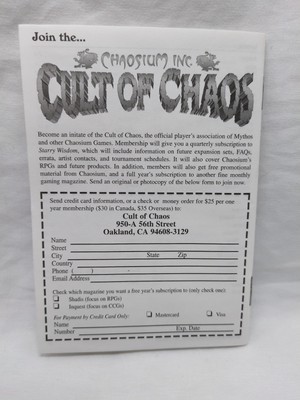 Join the...
CHAOSIUM INC.
CULT OF CHAOS
Become an initate of the Cult of Chaos, the official player's association of Mythos
and other Chaosium Games. Membership will give you a quarterly subscription to
Starry Wisdom, which will include information on future expansion sets, FAQs,
errata, artist contacts, and tournament schedules. It will also cover Chaosium's
RPGs and future products. In addition, members will also get free promotional
material from Chaosium, and a full year's subscription to another fine monthly
gaming magazine. Send an original or photocopy of the below form to join now.
Send credit card information, or a check or money order for $25 per one
year membership ($30 in Canada, $35 Overseas) to:
Cult of Chaos
950-A 56th Street
Oakland, CA 94608-3129
Name
Street
City State Zip
Country
Phone ( ) -
Email Address
Check which magazine you want a free year's subscription to (only check one):
Shadis (focus on RPGs)
Inquest (focus on CCGs)
For Payment by Credit Card Only: Mastercard Visa
Name
Number Exp. Date